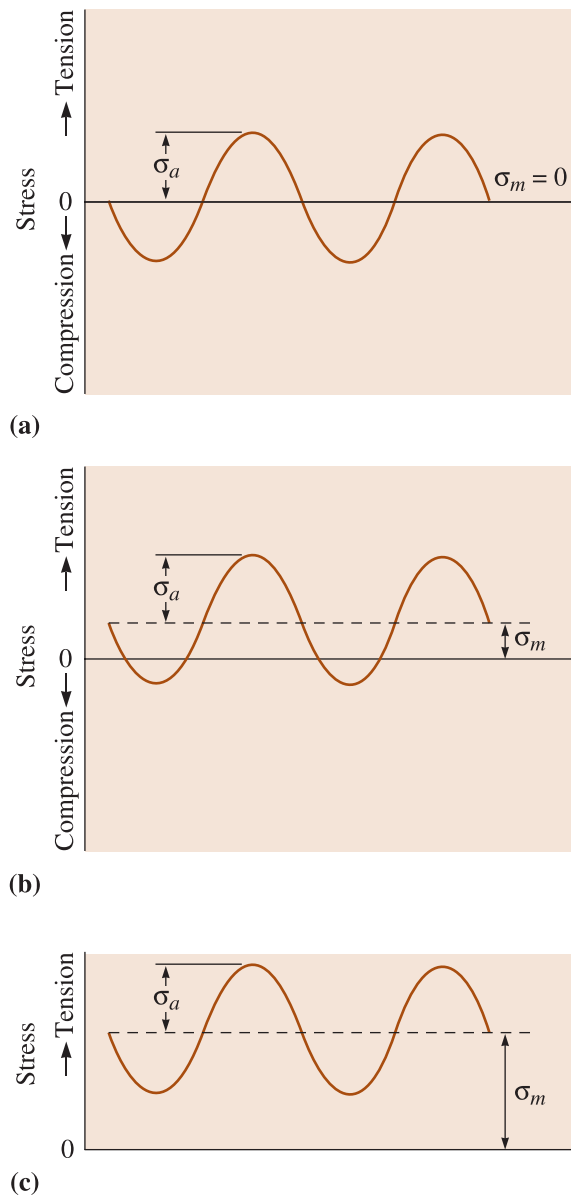 Tension
σa
σm = 0
Stress
0
Compression
(a)
Tension
σa
σm
Stress
0
Compression
(b)
Tension
σa
Stress
σm
0
(c)